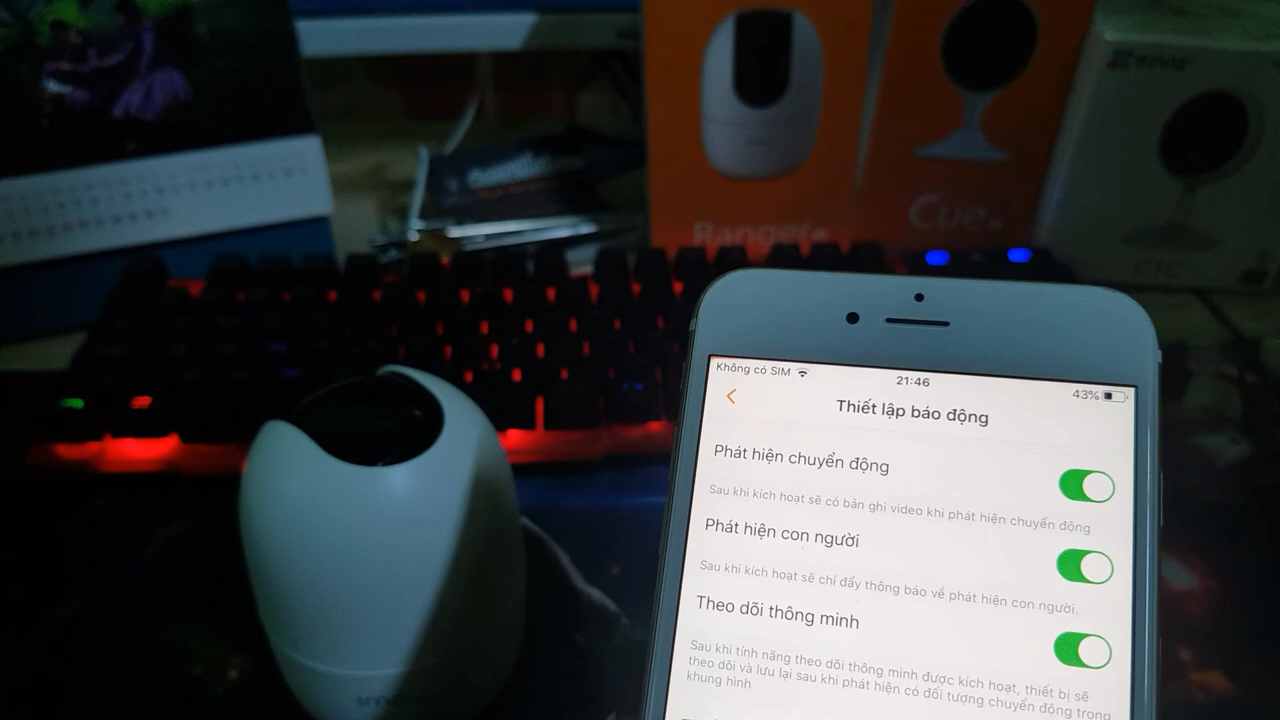 EZVIZ
Ranger
Cue
C1C
Không có SIM
21:46
43%
Thiết lập báo động
Phát hiện chuyển động
Sau khi kích hoạt sẽ có bản ghi video khi phát hiện chuyển động
Phát hiện con người
Sau khi kích hoạt sẽ chỉ đẩy thông báo về phát hiện con người.
Theo dõi thông minh
Sau khi tính năng theo dõi thông minh được kích hoạt, thiết bị sẽ
theo dõi và lưu lại sau khi phát hiện có đối tượng chuyển động trong
khung hình